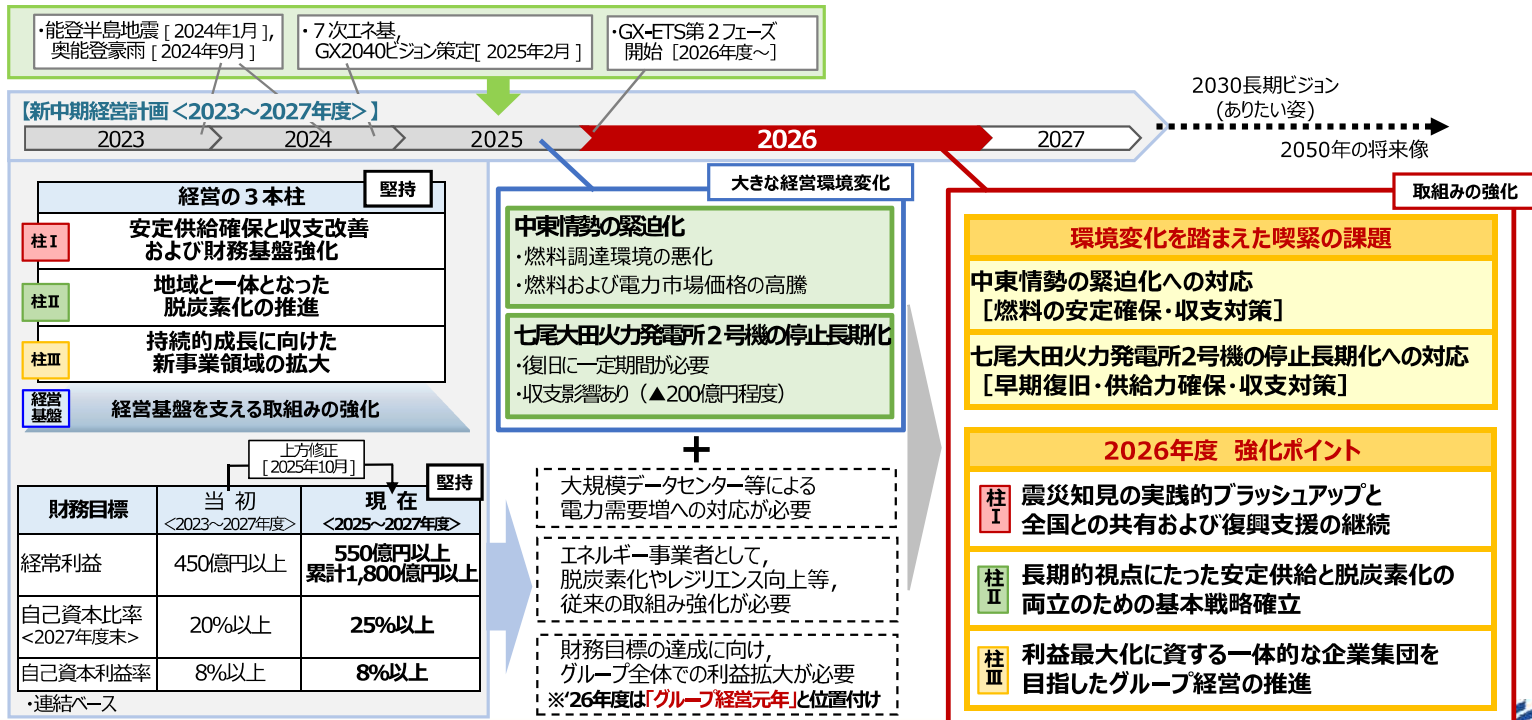 ・能登半島地震 [ 2024年1月 ],
奥能登豪雨 [ 2024年9月 ]
・７次エネ基,
GX2040ビジョン策定[ 2025年2月 ]
・GX-ETS第２フェーズ
開始［2026年度～］
2030長期ビジョン
(ありたい姿)
2050年の将来像
【新中期経営計画＜2023～2027年度＞】
2023
2024
2025
2026
2027
経営の３本柱
堅持
柱Ⅰ
安定供給確保と収支改善
および財務基盤強化
柱Ⅱ
地域と一体となった
脱炭素化の推進
柱Ⅲ
持続的成長に向けた
新事業領域の拡大
経営
基盤
経営基盤を支える取組みの強化
上方修正
[ 2025年10月 ]
堅持
財務目標
当 初
<2023～2027年度>
現 在
<2025～2027年度>
経常利益
450億円以上
550億円以上
累計1,800億円以上
自己資本比率
<2027年度末>
20%以上
25%以上
自己資本利益率
8%以上
8%以上
・連結ベース
大きな経営環境変化
中東情勢の緊迫化
・燃料調達環境の悪化
・燃料および電力市場価格の高騰
七尾大田火力発電所２号機の停止長期化
・復旧に一定期間が必要
・収支影響あり（▲200億円程度）
＋
大規模データセンター等による
電力需要増への対応が必要
エネルギー事業者として,
脱炭素化やレジリエンス向上等,
従来の取組み強化が必要
財務目標の達成に向け,
グループ全体での利益拡大が必要
※‘26年度は｢グループ経営元年｣と位置付け
取組みの強化
環境変化を踏まえた喫緊の課題
中東情勢の緊迫化への対応
［燃料の安定確保･収支対策］
七尾大田火力発電所2号機の停止長期化への対応
［早期復旧･供給力確保･収支対策］
2026年度 強化ポイント
柱
Ⅰ
震災知見の実践的ブラッシュアップと
全国との共有および復興支援の継続
柱
Ⅱ
長期的視点にたった安定供給と脱炭素化の
両立のための基本戦略確立
柱
Ⅲ
利益最大化に資する一体的な企業集団を
目指したグループ経営の推進